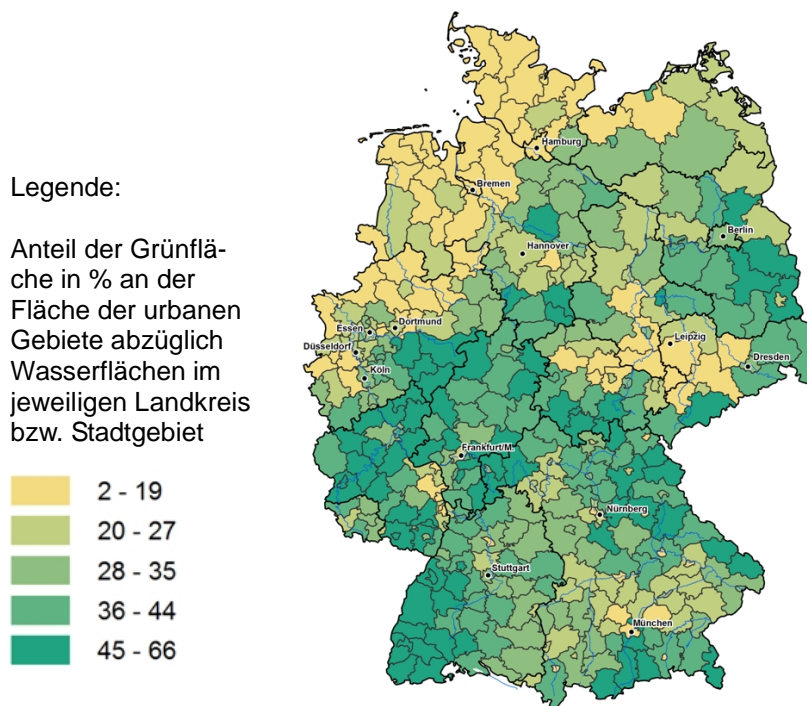 Legende:
Anteil der Grünflä-
che in % an der
Fläche der urbanen
Gebiete abzüglich
Wasserflächen im
jeweiligen Landkreis
bzw. Stadtgebiet
2 - 19
20 - 27
28 - 35
36 - 44
45 - 66
Hamburg
Bremen
Berlin
Hannover
Essen
Dortmund
Düsseldorf
Leipzig
Dresden
Köln
Frankfurt/M.
Nürnberg
Stuttgart
München